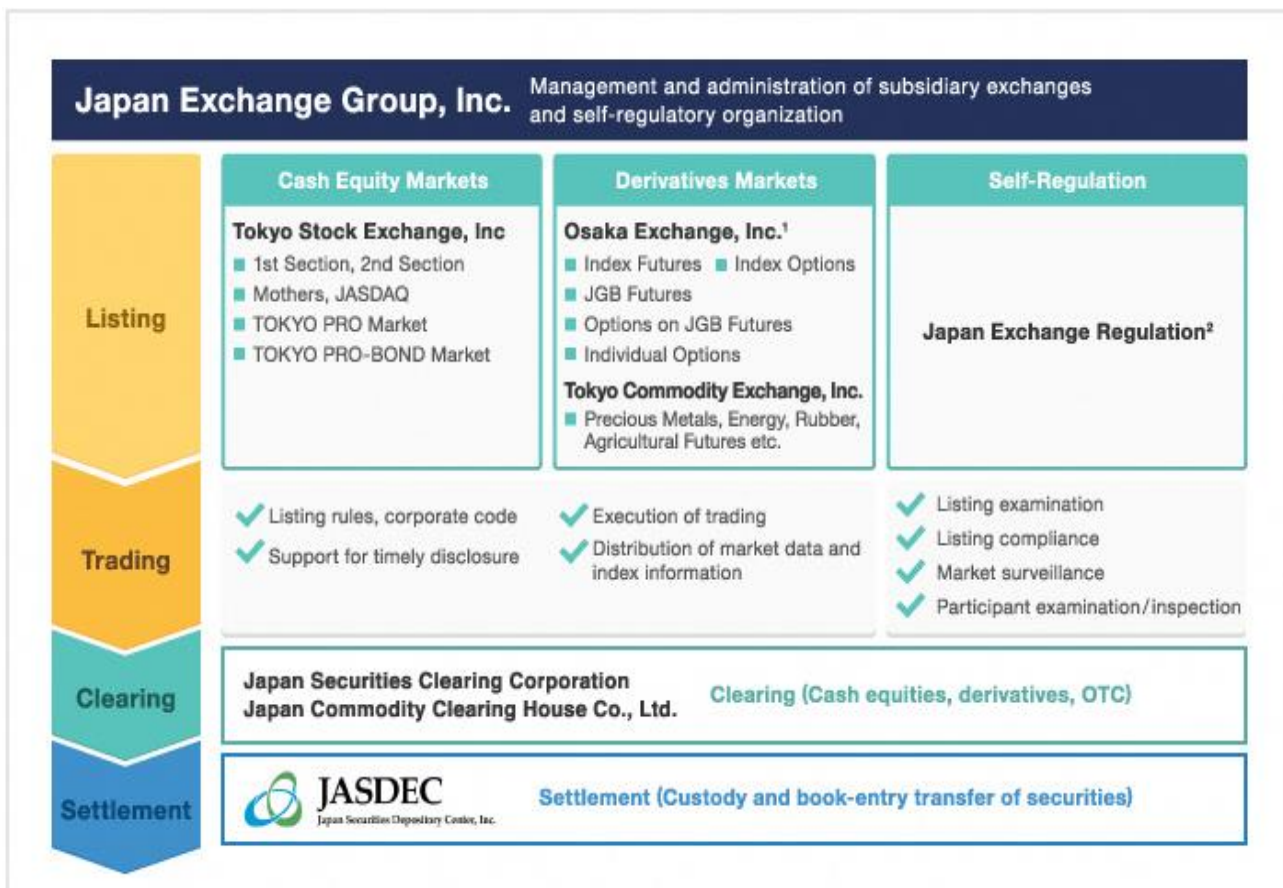 Japan Exchange Group, Inc.
Management and administration of subsidiary exchanges
and self-regulatory organization
Listing
Cash Equity Markets
Tokyo Stock Exchange, Inc
1st Section, 2nd Section
Mothers, JASDAQ
TOKYO PRO Market
TOKYO PRO-BOND Market
Derivatives Markets
Osaka Exchange, Inc.¹
Index Futures
Index Options
JGB Futures
Options on JGB Futures
Individual Options
Tokyo Commodity Exchange, Inc.
Precious Metals, Energy, Rubber,
Agricultural Futures etc.
Self-Regulation
Japan Exchange Regulation²
Trading
Listing rules, corporate code
Support for timely disclosure
Execution of trading
Distribution of market data and
index information
Listing examination
Listing compliance
Market surveillance
Participant examination/inspection
Clearing
Japan Securities Clearing Corporation
Japan Commodity Clearing House Co., Ltd.
Clearing (Cash equities, derivatives, OTC)
Settlement
JASDEC
Japan Securities Depository Center, Inc.
Settlement (Custody and book-entry transfer of securities)